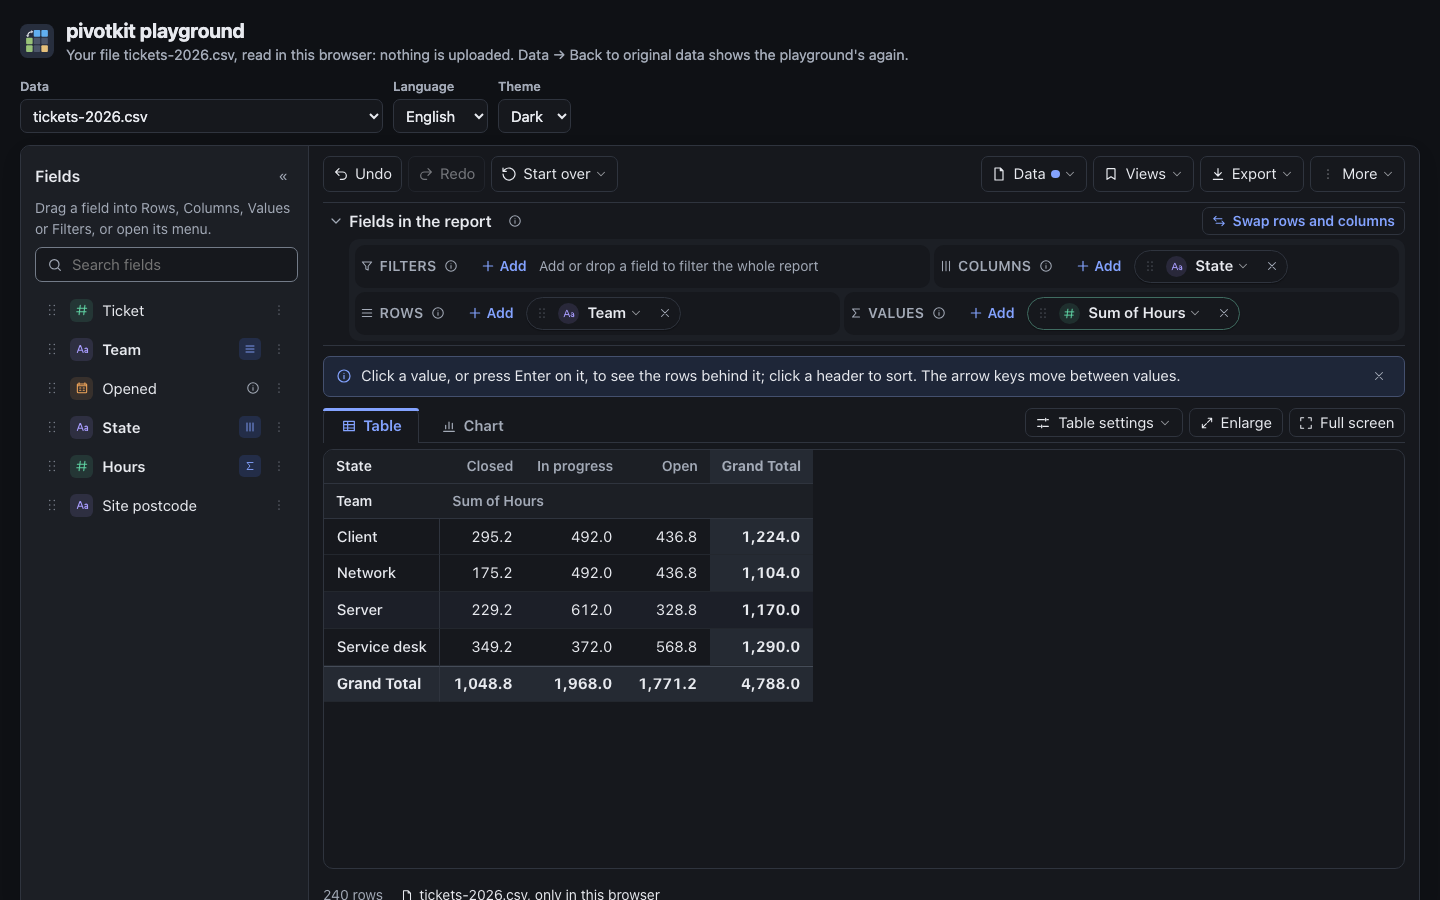 pivotkit playground
Your file tickets-2026.csv, read in this browser: nothing is uploaded. Data → Back to original data shows the playground's again.
Data
Language
Theme
tickets-2026.csv
English
Dark
Fields
«
Drag a field into Rows, Columns, Values
or Filters, or open its menu.
Search fields
# Ticket
Aa Team
Opened
Aa State
# Hours Σ
Aa Site postcode
Undo
Redo
Start over
Data
Views
Export
More
Fields in the report
Swap rows and columns
FILTERS + Add Add or drop a field to filter the whole report
COLUMNS + Add Aa State
ROWS + Add Aa Team
Σ VALUES + Add # Sum of Hours
Click a value, or press Enter on it, to see the rows behind it; click a header to sort. The arrow keys move between values.
Table
Chart
Table settings
Enlarge
Full screen
State Closed In progress Open Grand Total
Team Sum of Hours
Client 295.2 492.0 436.8 1,224.0
Network 175.2 492.0 436.8 1,104.0
Server 229.2 612.0 328.8 1,170.0
Service desk 349.2 372.0 568.8 1,290.0
Grand Total 1,048.8 1,968.0 1,771.2 4,788.0
240 rows tickets-2026.csv, only in this browser